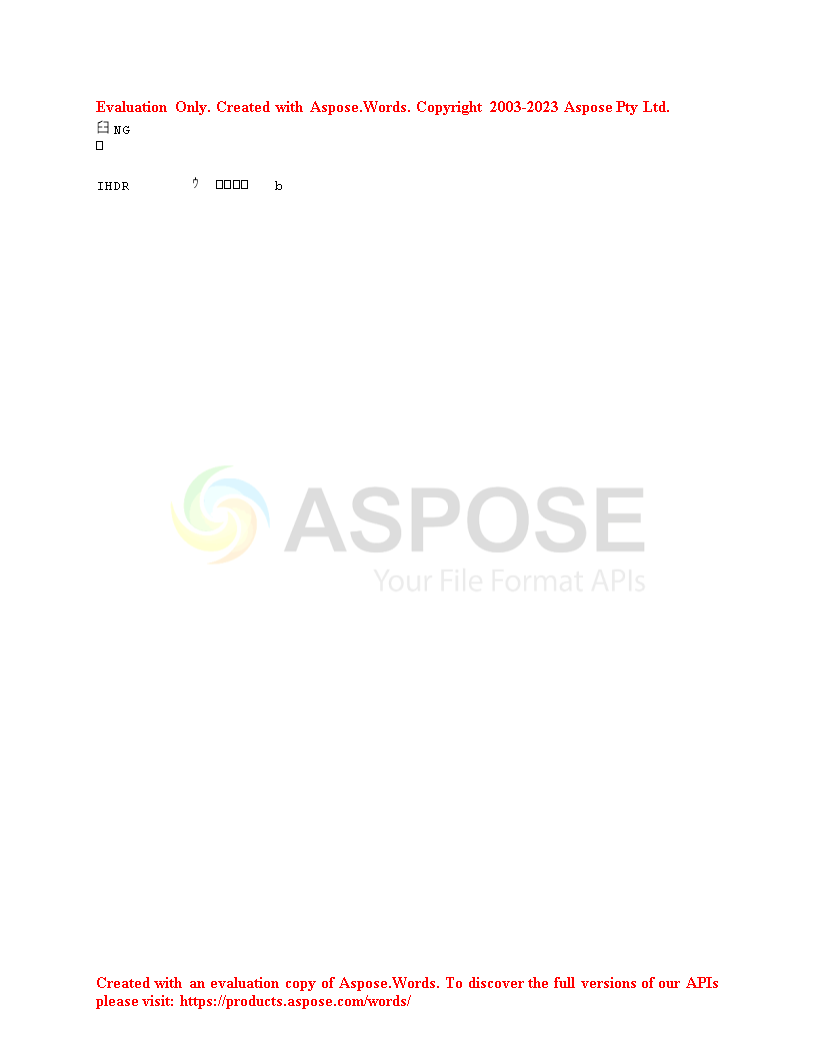 Evaluation Only. Created with Aspose.Words. Copyright 2003-2023 Aspose Pty Ltd.
NG
□
IHDR ｳ □□□□ b
ASPOSE
Your File Format APIs
Created with an evaluation copy of Aspose.Words. To discover the full versions of our APIs
please visit: https://products.aspose.com/words/